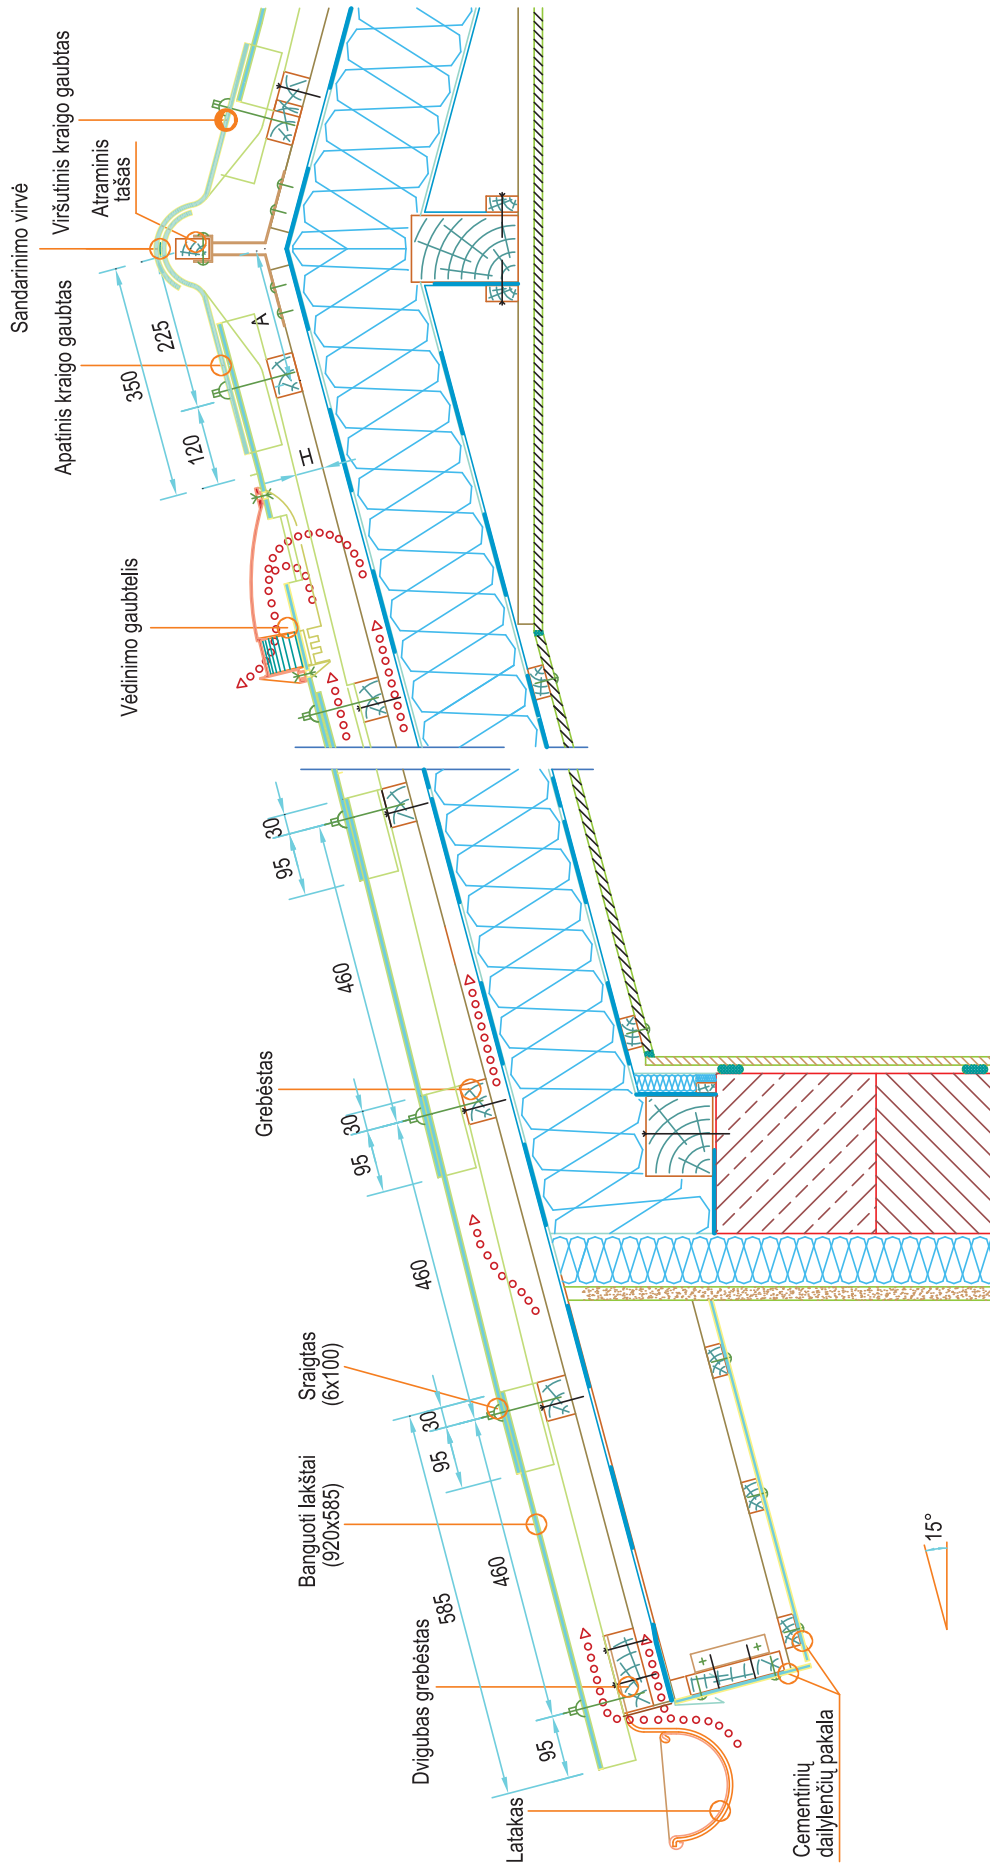 Latakas
Dvigubas grebėstas
Banguoti lakštai
(920x585)
Sraigtas
(6x100)
Grebėstas
Vėdinimo gaubtelis
Apatinis kraigo gaubtas
Sandarinimo virvė
Atraminis
tašas
Viršutinis kraigo gaubtas
95
585
460
95
30
460
95
30
460
95
30
120
350
225
H
A
15°
Cementinių
dailylenčių pakala